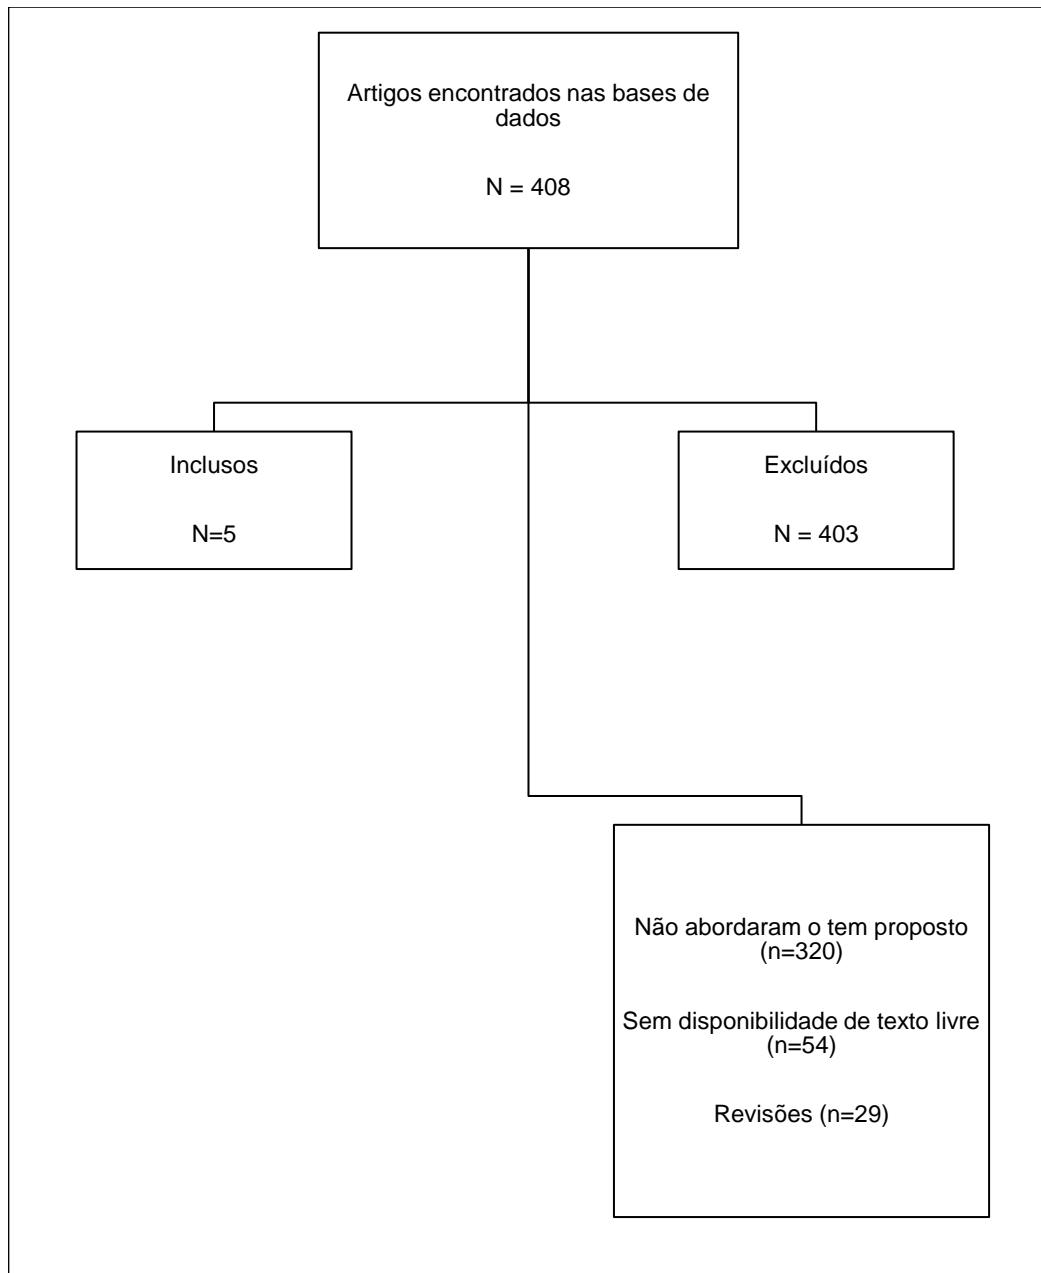 Artigos encontrados nas bases de
dados
N = 408
Inclusos
N=5
Excluídos
N = 403
Não abordaram o tem proposto
(n=320)
Sem disponibilidade de texto livre
(n=54)
Revisões (n=29)